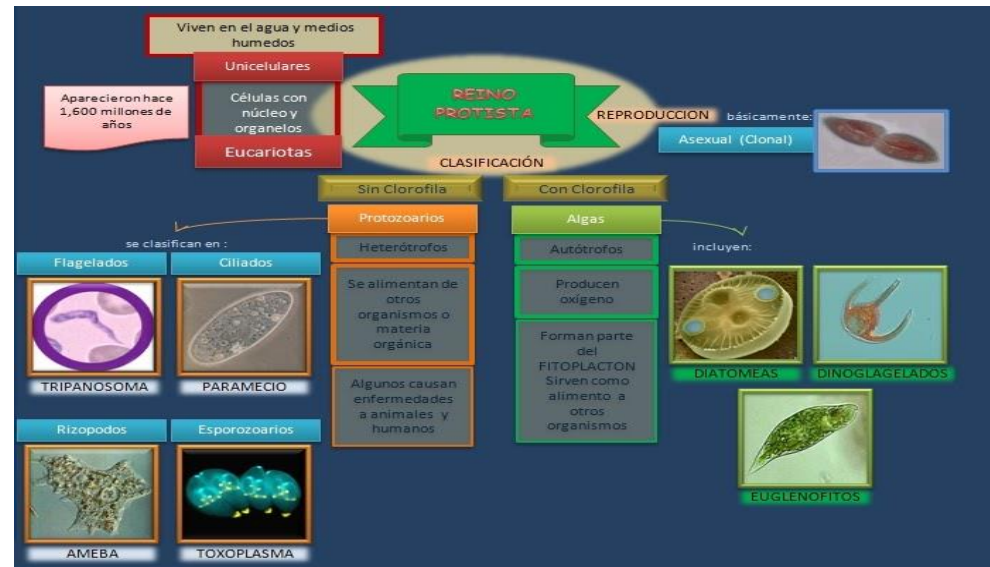 Viven en el agua y medios
humedos
Unicelulares
Aparecieron hace
1,600 millones de
años
Células con
núcleo y
organelos
Eucariotas
REINO
PROTISTA
REPRODUCCION
básicamente:
Asexual (Clonal)
CLASIFICACIÓN
Sin Clorofila
Con Clorofila
Protozoarios
Algas
se clasifican en :
Heterótrofos
Autótrofos
incluyen:
Flagelados
Ciliados
Se alimentan de
otros
organismos o
materia
orgánica
Producen
oxigeno
TRIPANOSOMA
PARAMECIO
Forman parte
del
FITOPLACTON
Sirven como
alimento a
otros
organismos
DIATOMEAS
DINOGLAGELADOS
Algunos causan
enfermedades
a animales y
humanos
Rizopodos
Esporozoarios
EUGLENOFITOS
AMEBA
TOXOPLASMA